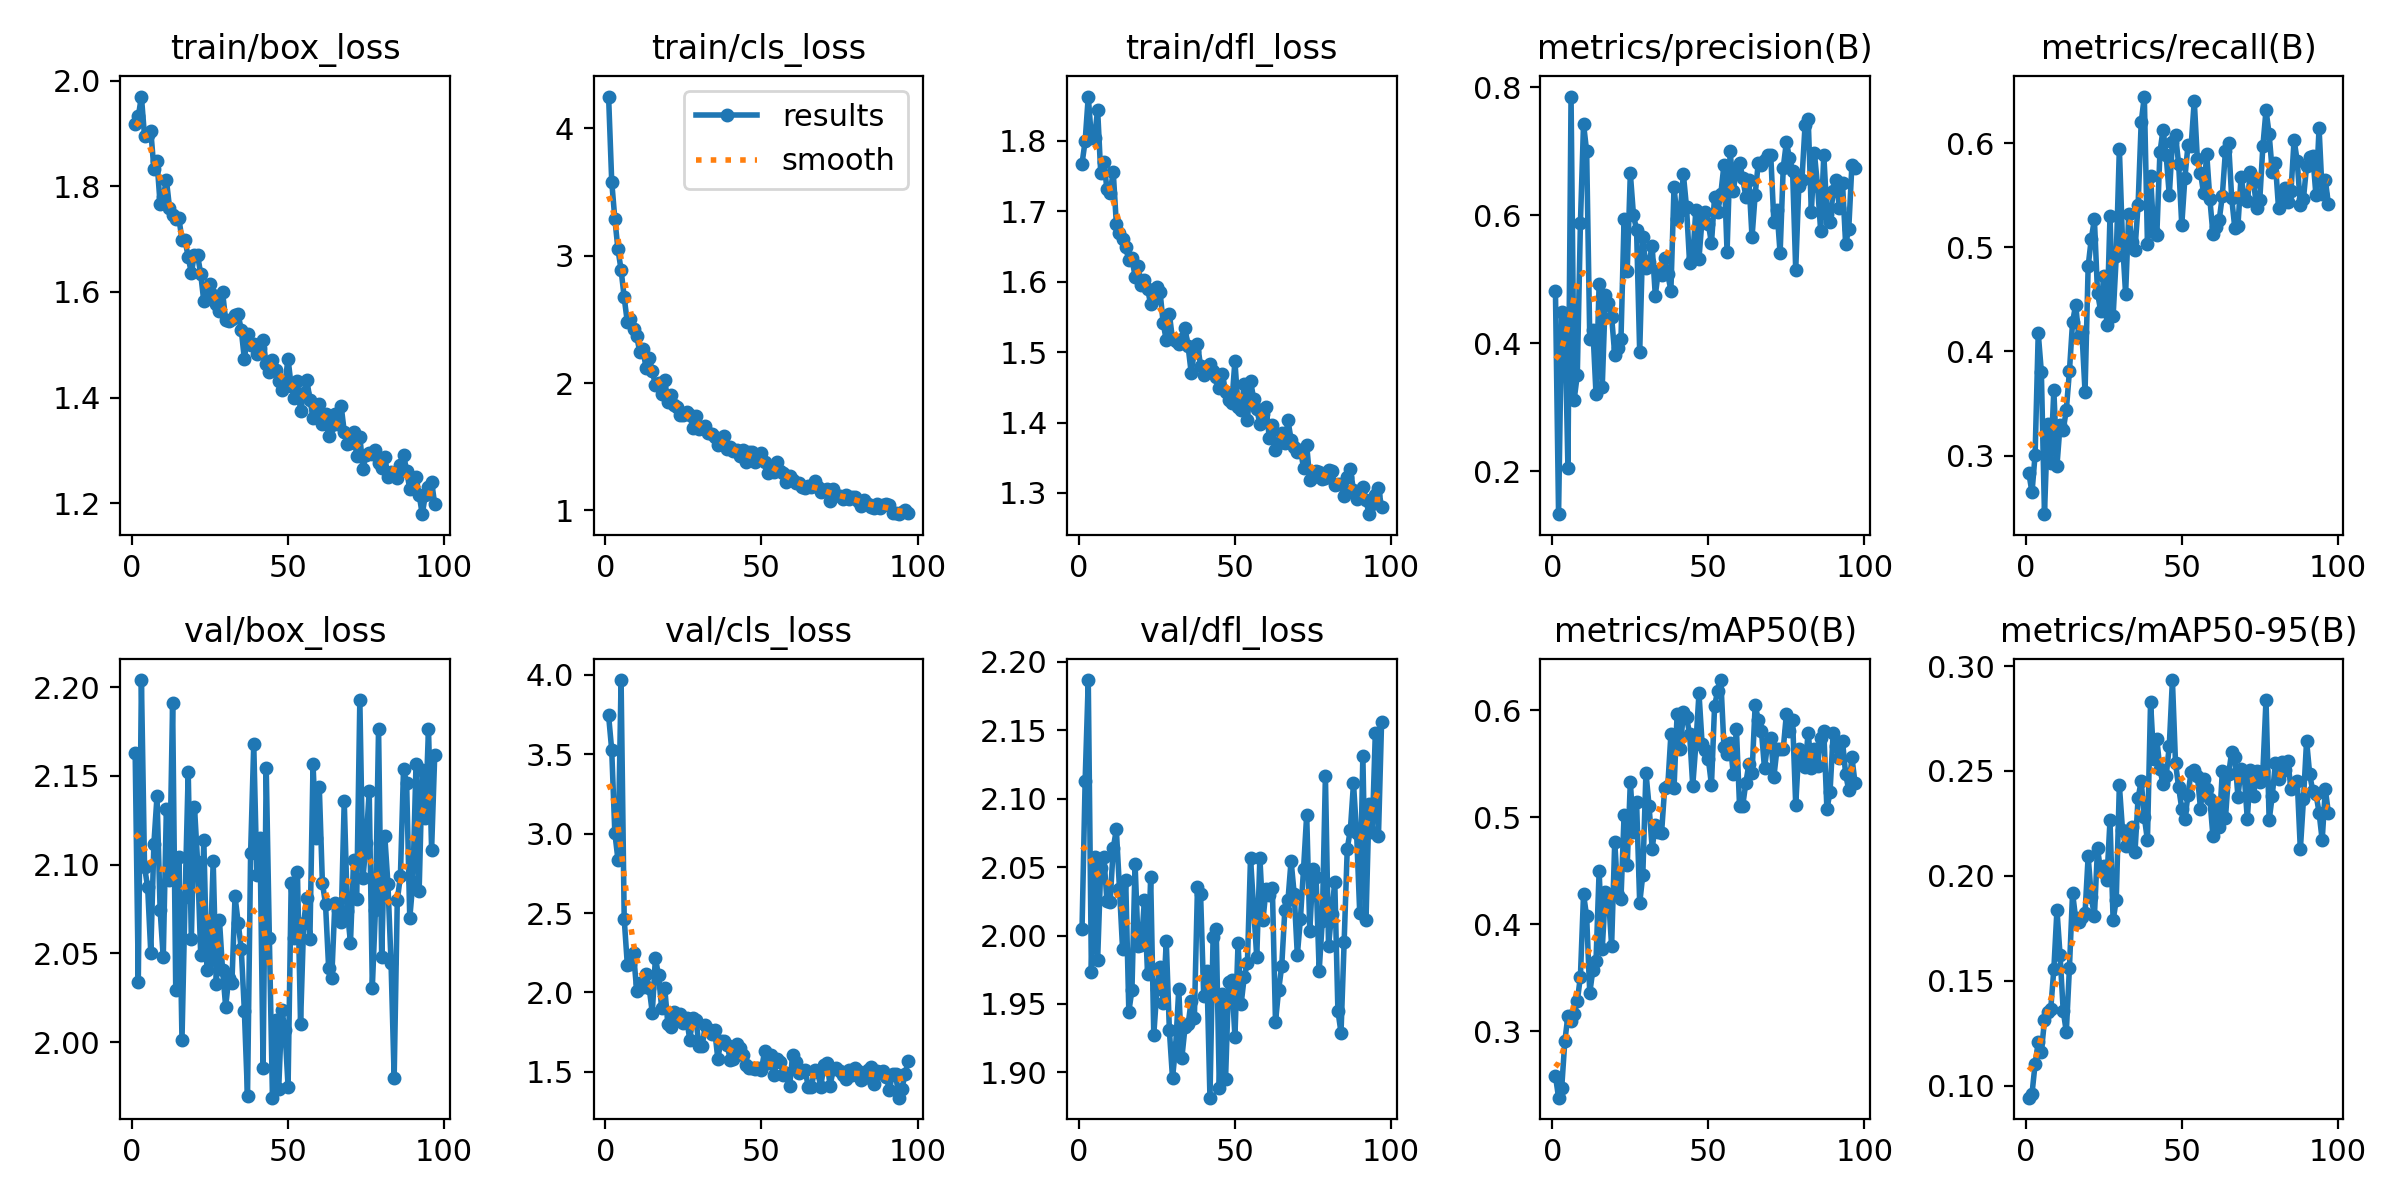 train/box_loss
2.0
1.8
1.6
1.4
1.2
0 50 100
train/cls_loss
results
smooth
4
3
2
1
0 50 100
train/dfl_loss
1.8
1.7
1.6
1.5
1.4
1.3
0 50 100
metrics/precision(B)
0.8
0.6
0.4
0.2
0 50 100
metrics/recall(B)
0.6
0.5
0.4
0.3
0 50 100
val/box_loss
2.20
2.15
2.10
2.05
2.00
0 50 100
val/cls_loss
4.0
3.5
3.0
2.5
2.0
1.5
0 50 100
val/dfl_loss
2.20
2.15
2.10
2.05
2.00
1.95
1.90
0 50 100
metrics/mAP50(B)
0.6
0.5
0.4
0.3
0 50 100
metrics/mAP50-95(B)
0.30
0.25
0.20
0.15
0.10
0 50 100